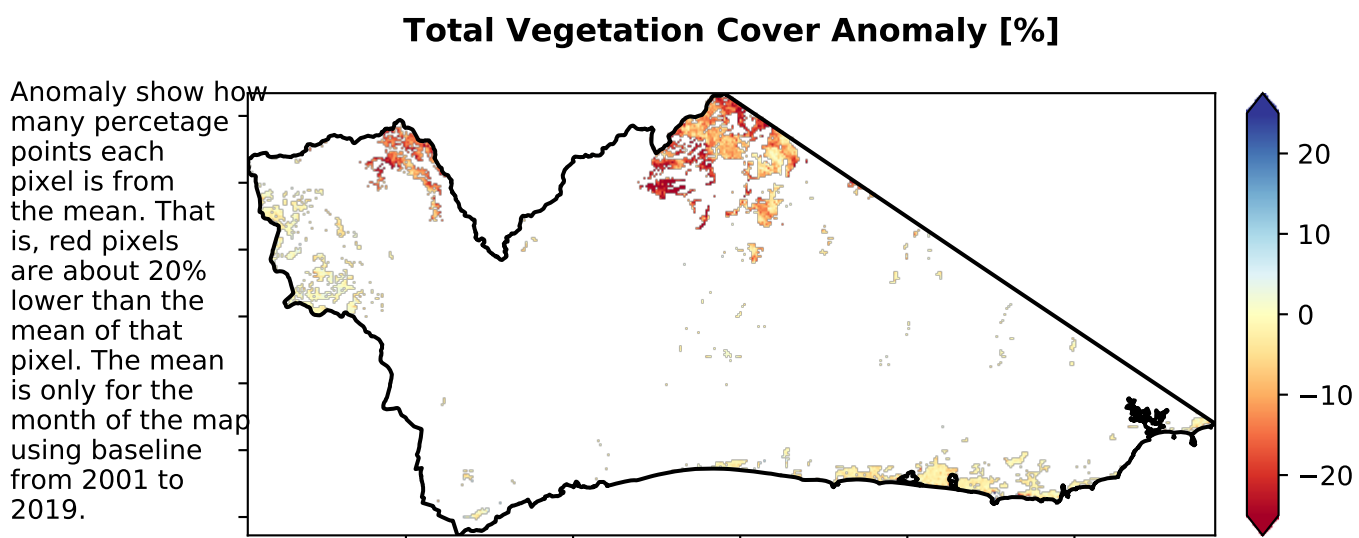 Total Vegetation Cover Anomaly [%]
Anomaly show how
many percetage
points each
pixel is from
the mean. That
is, red pixels
are about 20%
lower than the
mean of that
pixel. The mean
is only for the
month of the map
using baseline
from 2001 to
2019.
20
10
0
−10
−20